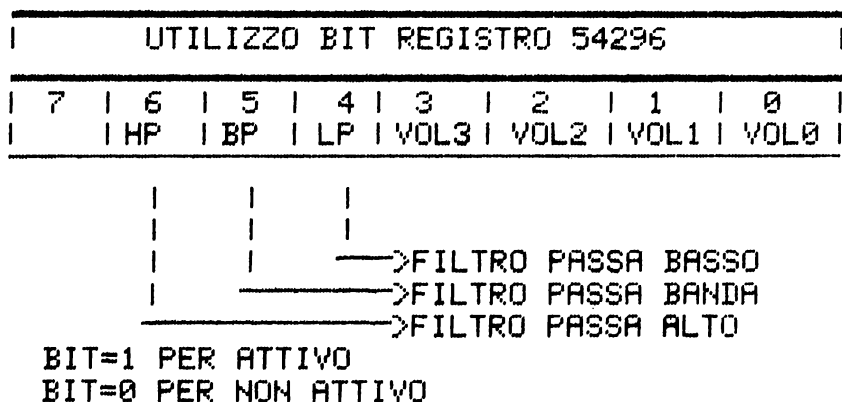 UTILIZZO BIT REGISTRO 54296
| 7 | 6 | 5 | 4 | 3 | 2 | 1 | 0 |
| | HP | BP | LP | VOL3 | VOL2 | VOL1 | VOL0 |
>FILTRO PASSA BASSO
>FILTRO PASSA BANDA
>FILTRO PASSA ALTO
BIT=1 PER ATTIVO
BIT=0 PER NON ATTIVO